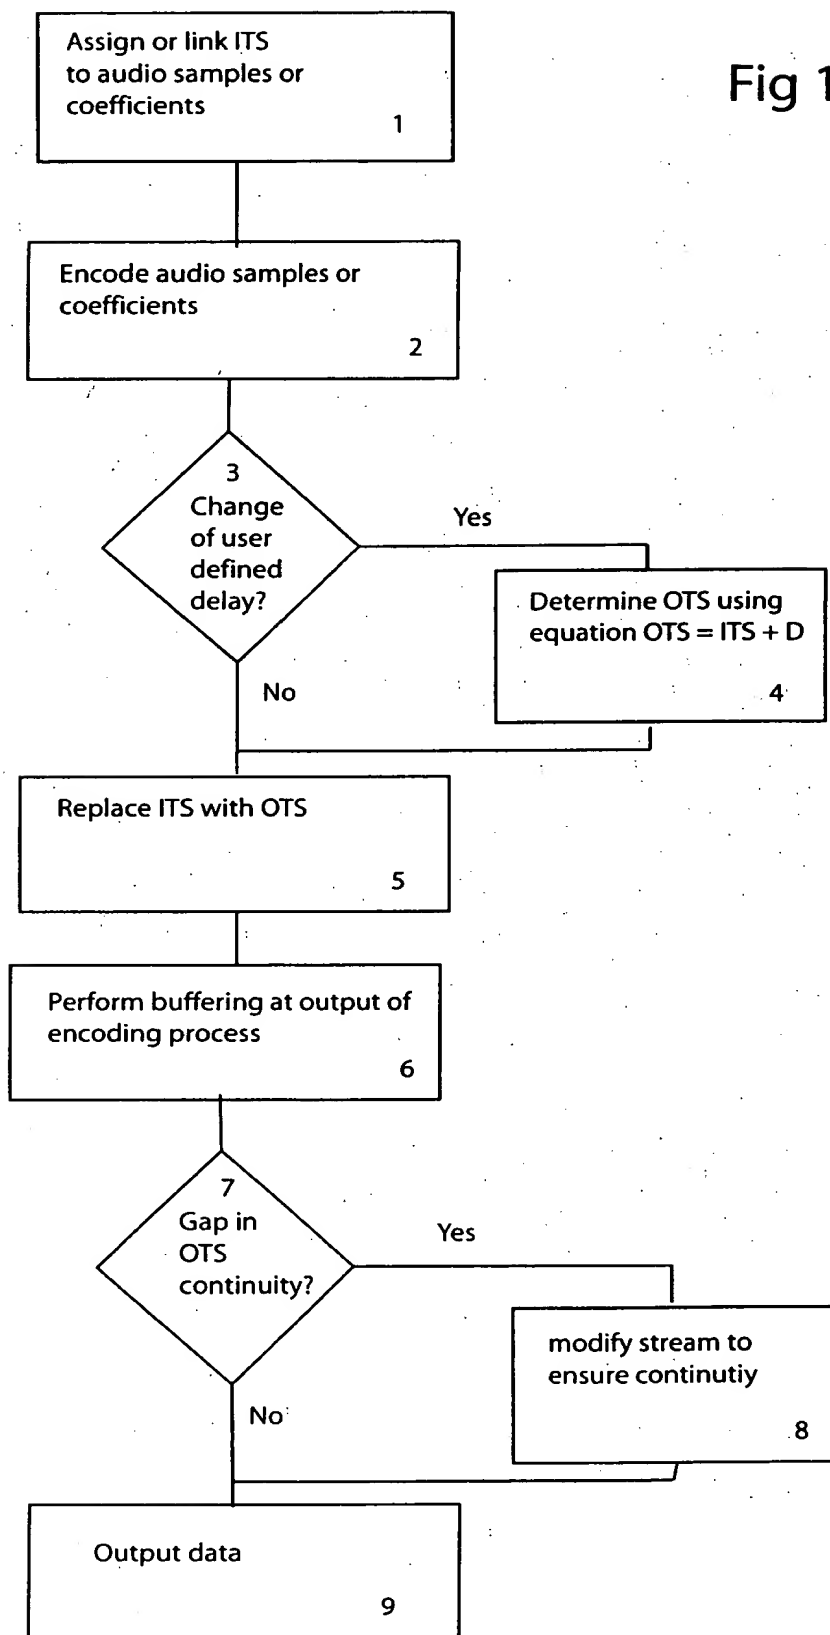 Fig 1
Assign or link ITS
to audio samples or
coefficients
1
Encode audio samples or
coefficients
2
3
Change
of user
defined
delay?
Yes
No
Determine OTS using
equation OTS = ITS + D
4
Replace ITS with OTS
5
Perform buffering at output of
encoding process
6
7
Gap in
OTS
continuity?
Yes
No
modify stream to
ensure continutiy
8
Output data
9